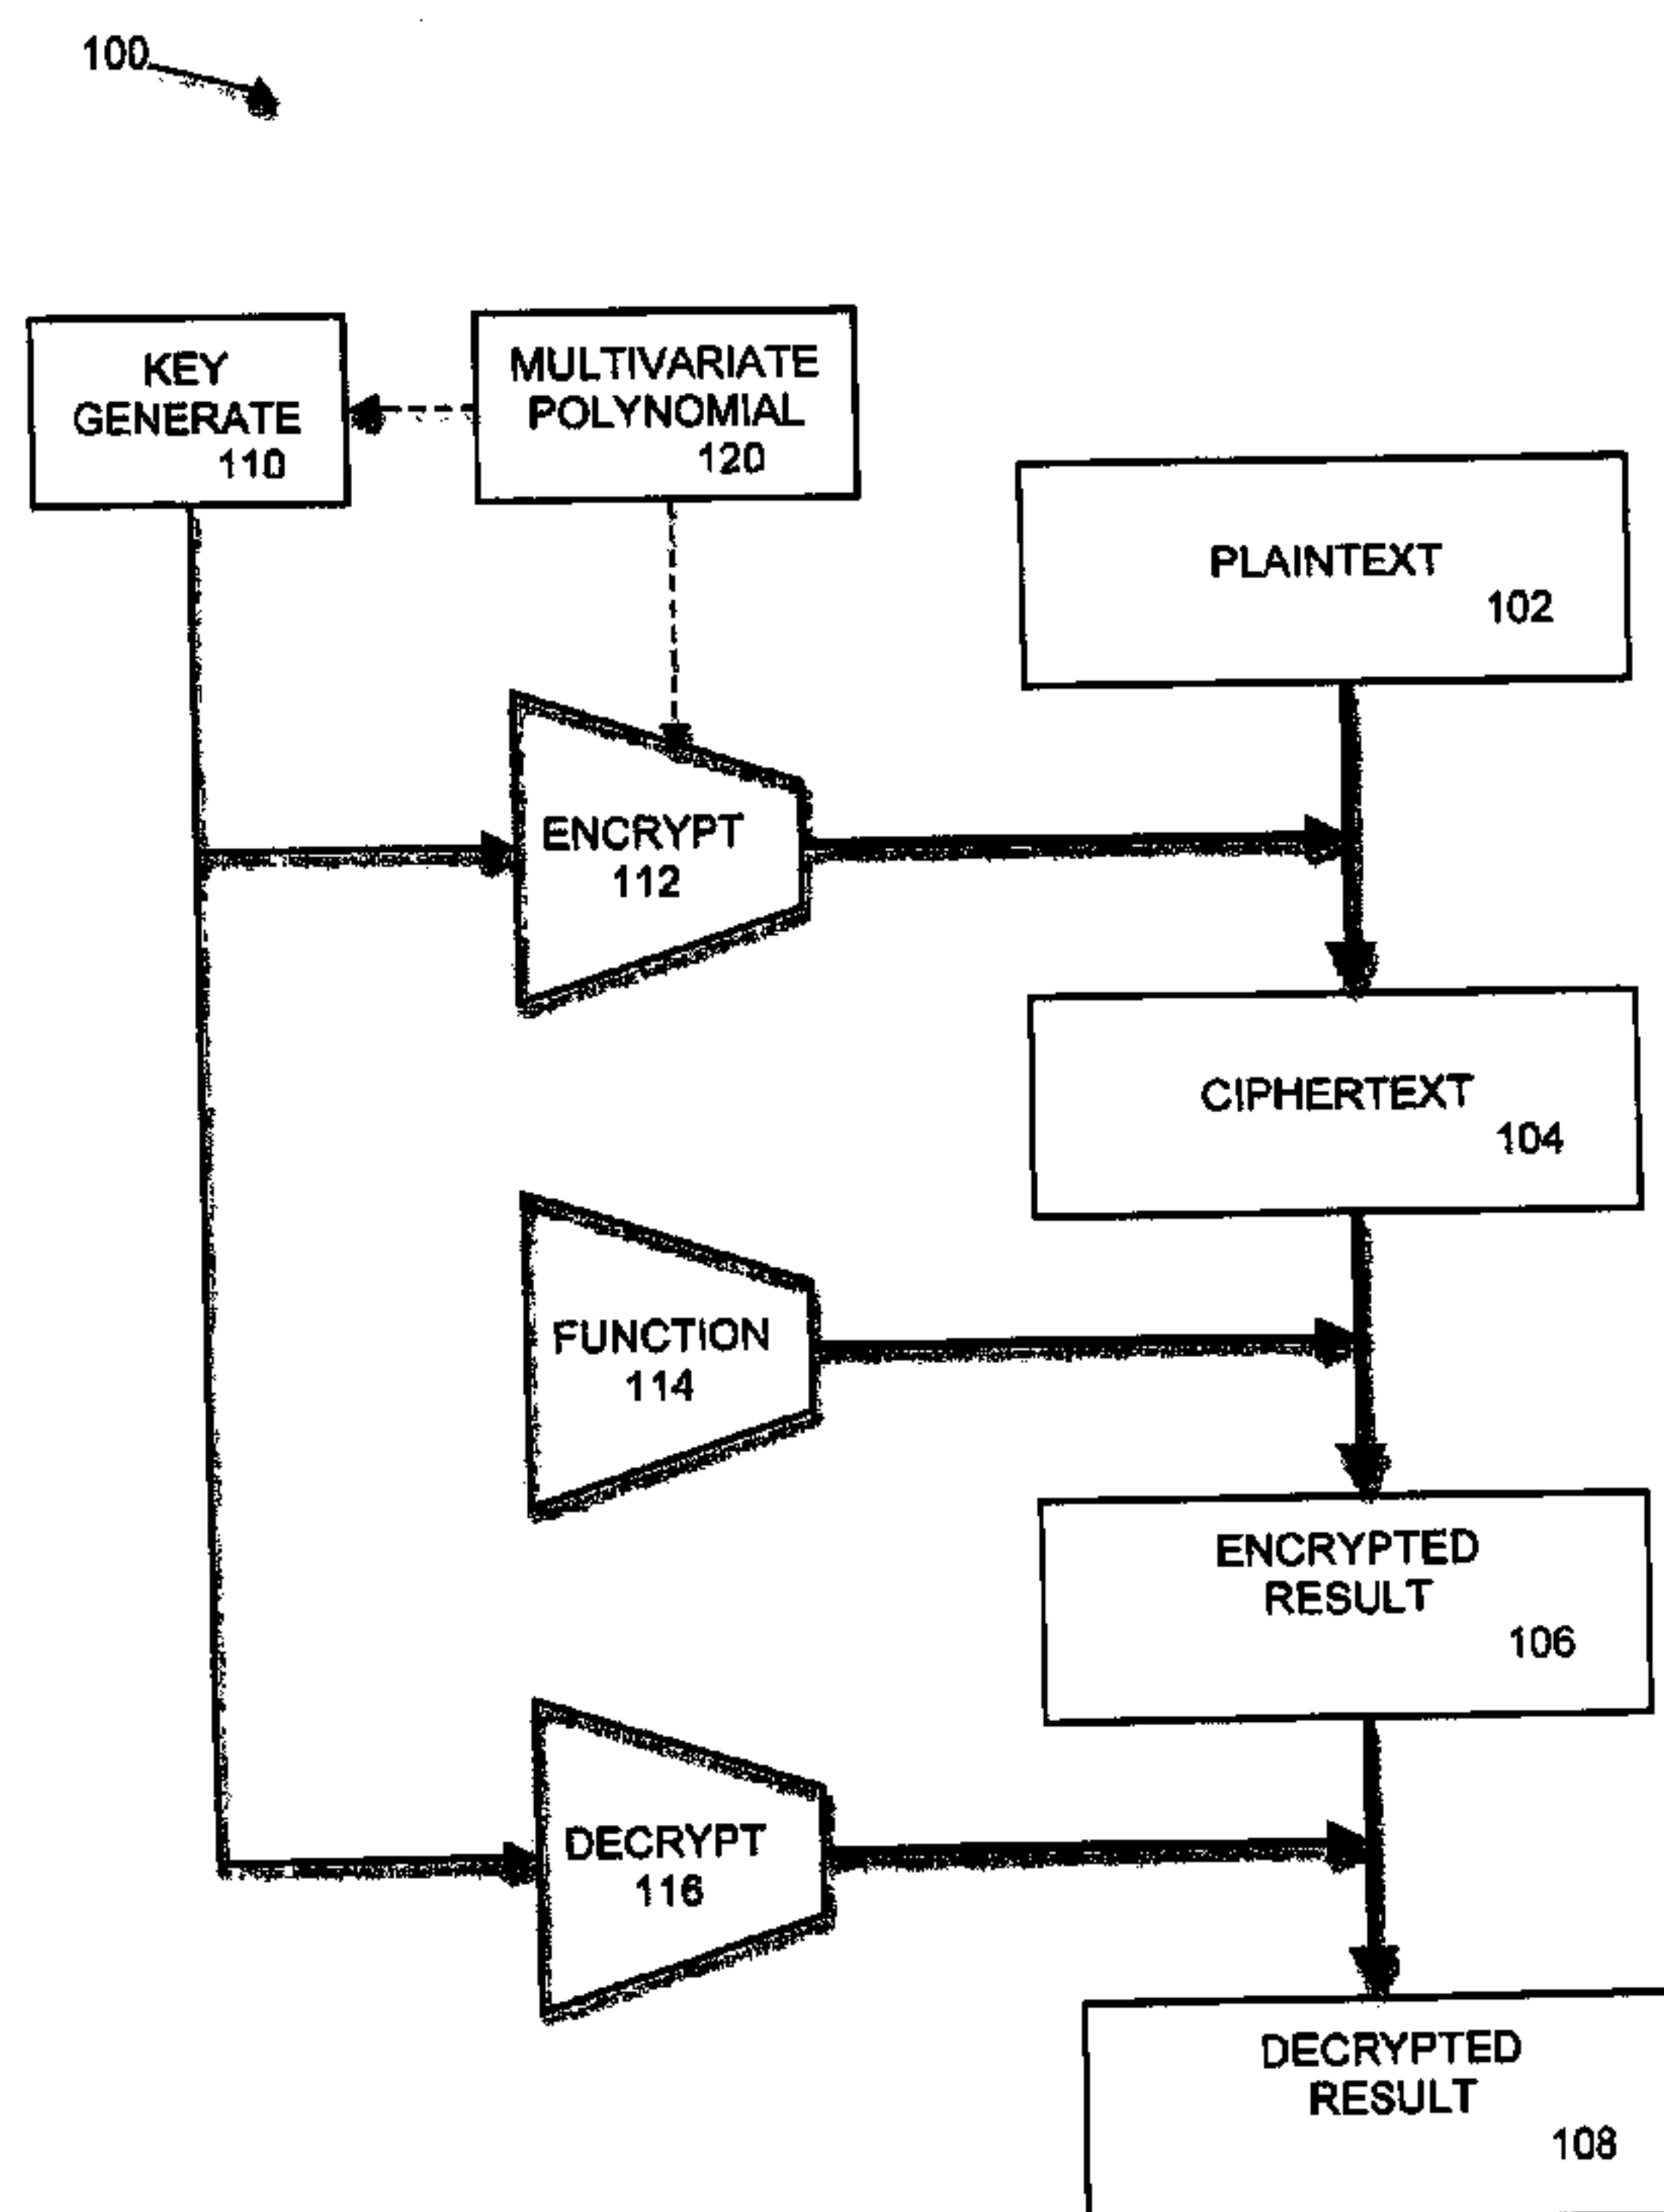 100
KEY
GENERATE
110
MULTIVARIATE
POLYNOMIAL
120
PLAINTEXT
102
ENCRYPT
112
CIPHERTEXT
104
FUNCTION
114
ENCRYPTED
RESULT
106
DECRYPT
116
DECRYPTED
RESULT
108